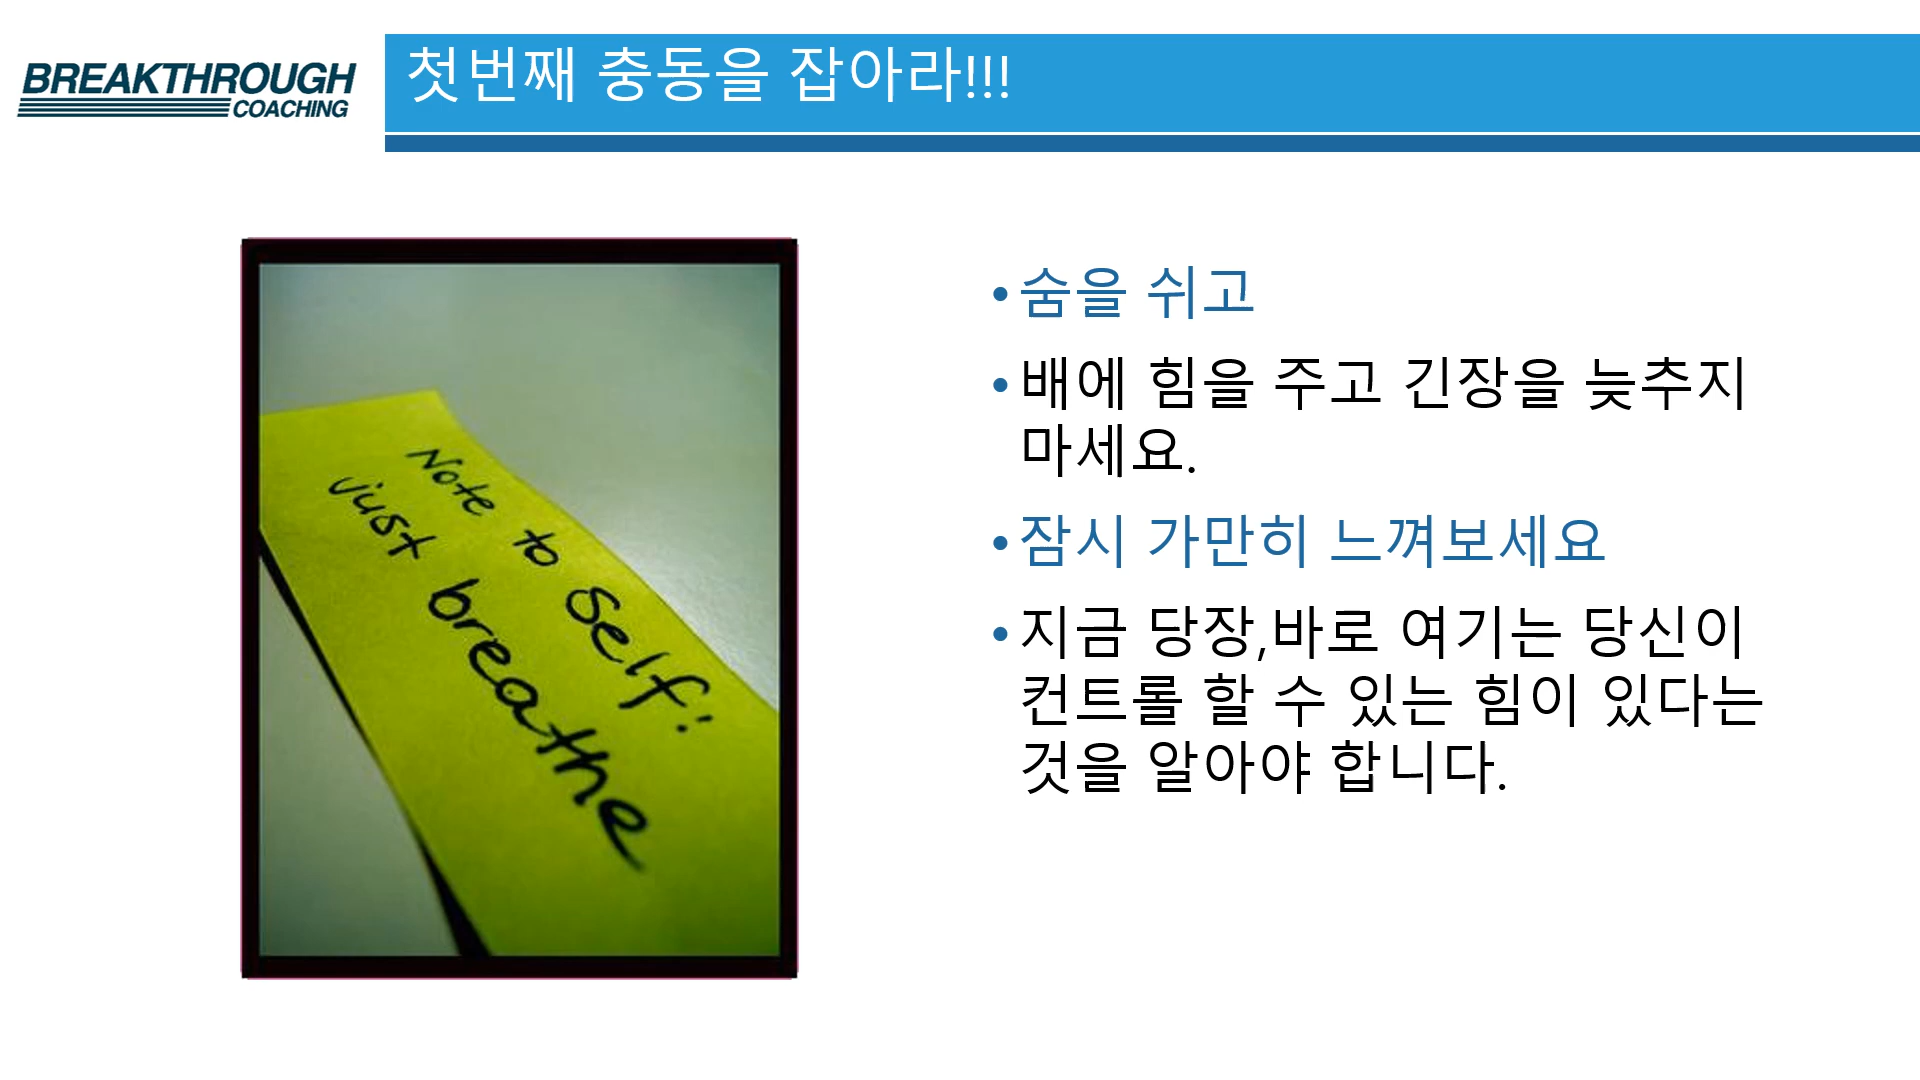 BREAKTHROUGH
COACHING
첫번째 충동을 잡아라!!!
Note to self:
just breathe
• 숨을 쉬고
• 배에 힘을 주고 긴장을 늦추지
마세요.
• 잠시 가만히 느껴보세요
• 지금 당장,바로 여기는 당신이
컨트롤 할 수 있는 힘이 있다는
것을 알아야 합니다.